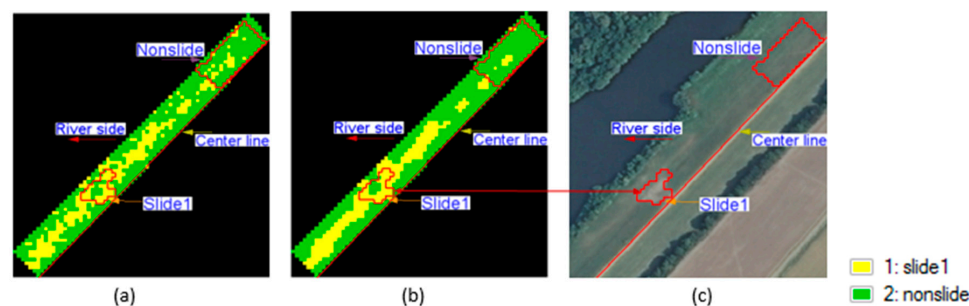 Nonslide
River side
Center line
Slide1
(a)
Nonslide
River side
Center line
Slide1
(b)
Nonslide
River side
Center line
Slide1
(c)
1: slide1
2: nonslide